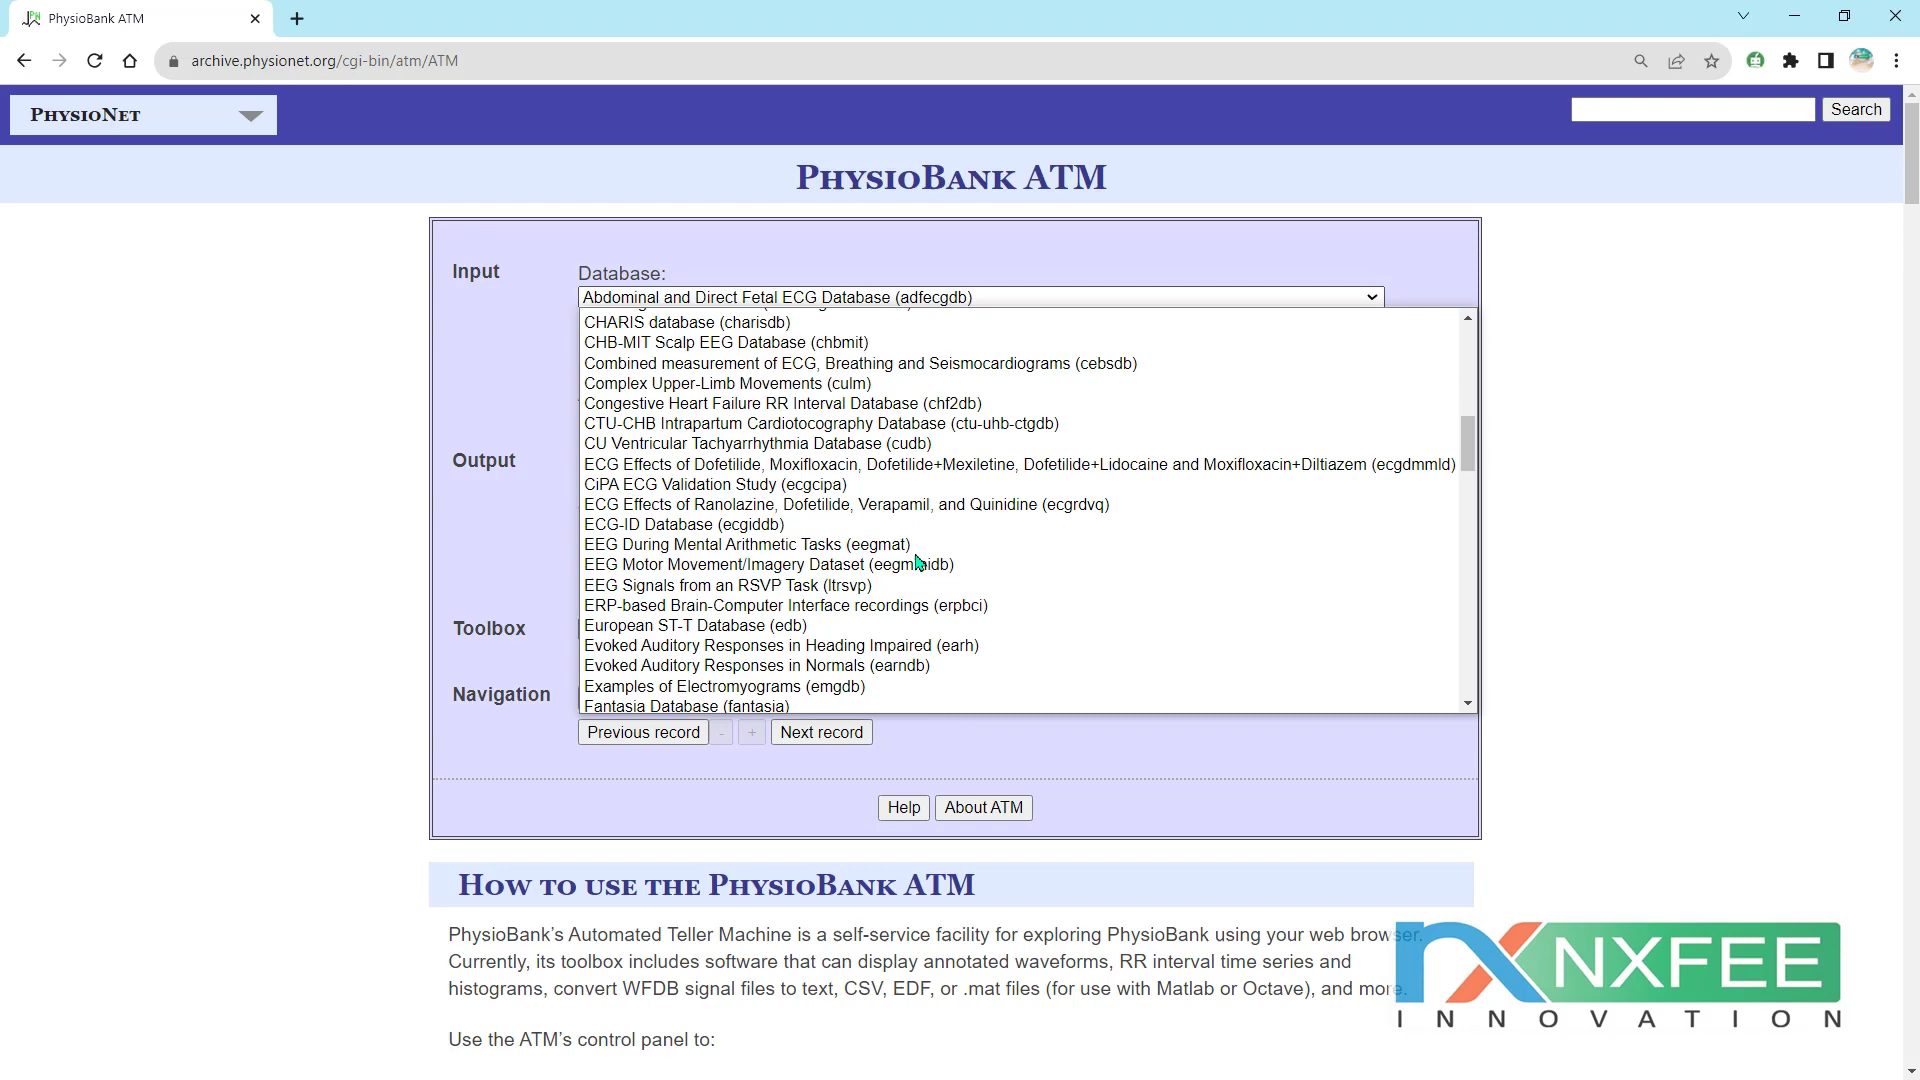 PhysioBank ATM
archive.physionet.org/cgi-bin/atm/ATM
PhysioNet
Search
PhysioBank ATM
Input
Database:
Abdominal and Direct Fetal ECG Database (adfecgdb)
CHARIS database (charisdb)
CHB-MIT Scalp EEG Database (chbmit)
Combined measurement of ECG, Breathing and Seismocardiograms (cebsdb)
Complex Upper-Limb Movements (culm)
Congestive Heart Failure RR Interval Database (chf2db)
CTU-CHB Intrapartum Cardiotocography Database (ctu-uhb-ctgdb)
CU Ventricular Tachyarrhythmia Database (cudb)
Output
ECG Effects of Dofetilide, Moxifloxacin, Dofetilide+Mexiletine, Dofetilide+Lidocaine and Moxifloxacin+Diltiazem (ecgdmmld)
CiPA ECG Validation Study (ecgcipa)
ECG Effects of Ranolazine, Dofetilide, Verapamil, and Quinidine (ecgrdvq)
ECG-ID Database (ecgiddb)
EEG During Mental Arithmetic Tasks (eegmat)
EEG Motor Movement/Imagery Dataset
EEG Signals from an RSVP Task (ltrsvp)
ERP-based Brain-Computer Interface recordings (erpbci)
Toolbox
European ST-T Database (edb)
Evoked Auditory Responses in Heading Impaired (earh)
Evoked Auditory Responses in Normals (earndb)
Navigation
Examples of Electromyograms (emgdb)
Fantasia Database (fantasia)
Previous record - + Next record
Help About ATM
How to use the PhysioBank ATM
PhysioBank’s Automated Teller Machine is a self-service facility for exploring PhysioBank using your web browser.
Currently, its toolbox includes software that can display annotated waveforms, RR interval time series and
histograms, convert WFDB signal files to text, CSV, EDF, or .mat files (for use with Matlab or Octave), and more.
Use the ATM’s control panel to:
NXFEE
INNOVATION